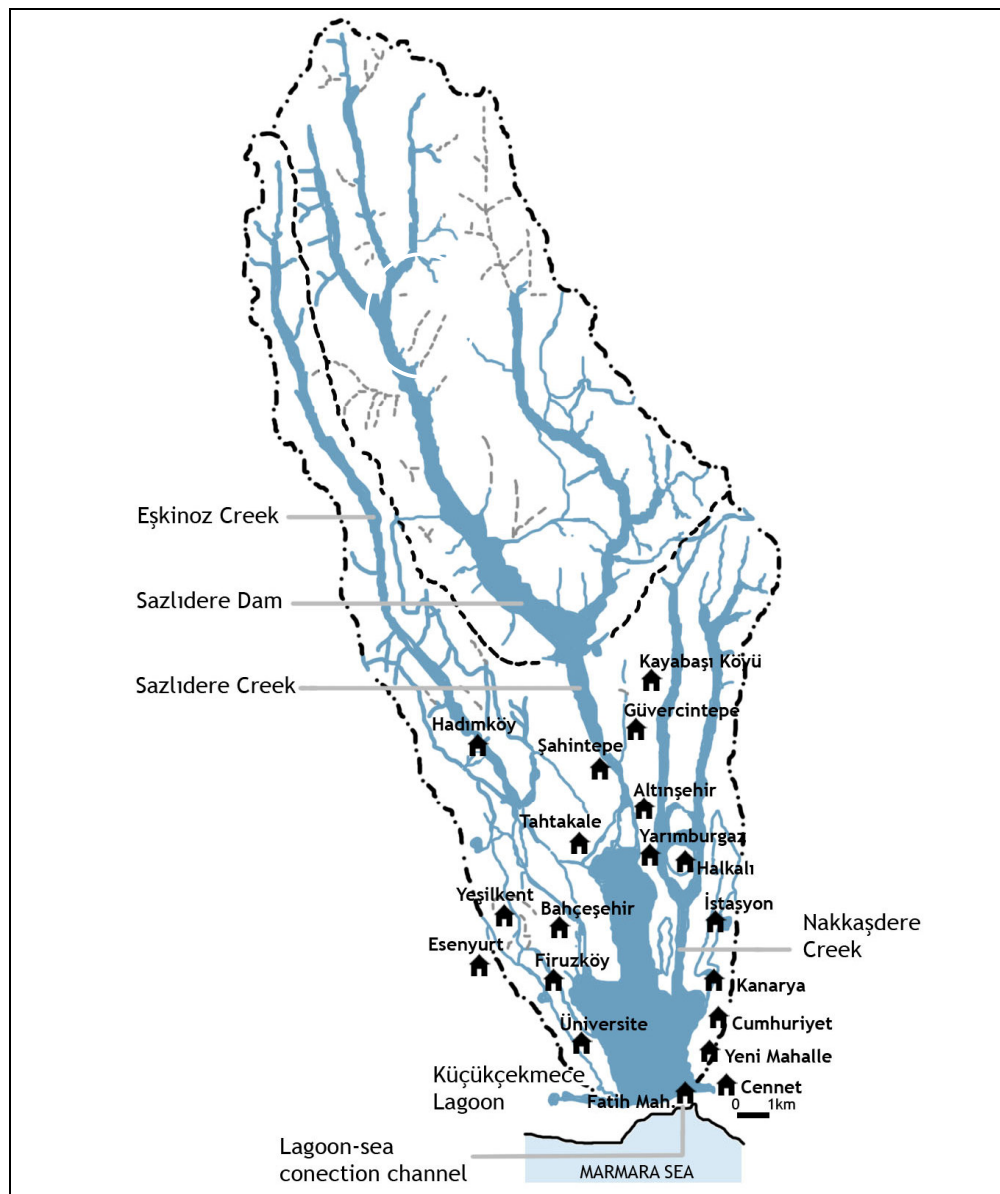 Eşkinoz Creek
Sazlıdere Dam
Kayabaşı Köyü
Sazlıdere Creek
Güvercintepe
Hadımköy
Şahintepe
Altınşehir
Tahtakale
Yarımburgaz
Halkalı
Yeşilkent
İstasyon
Bahçeşehir
Nakkaşdere
Creek
Esenyurt
Firuzköy
Kanarya
Üniversite
Cumhuriyet
Yeni Mahalle
Küçükçekmece
Lagoon
Cennet
Fatih Mah.
0 1km
Lagoon-sea
conection channel
MARMARA SEA